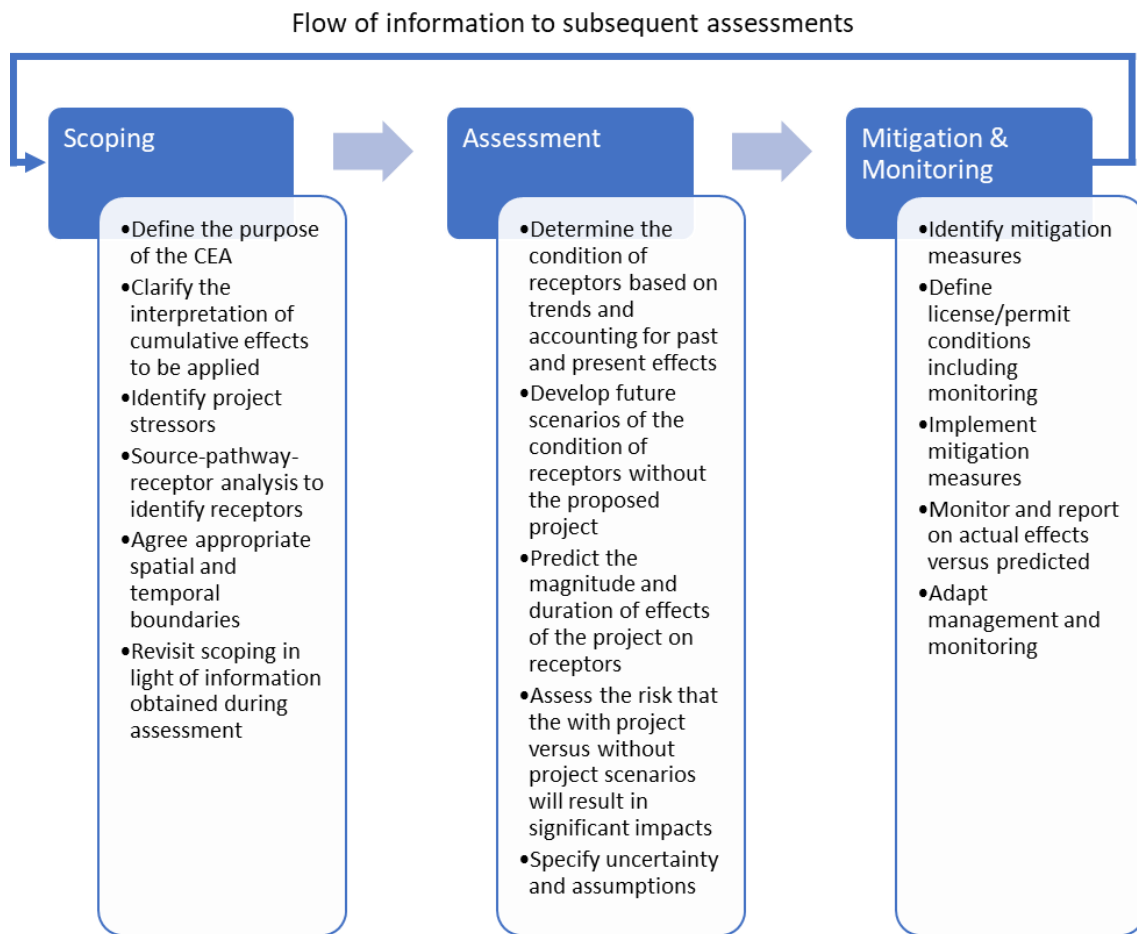 Flow of information to subsequent assessments
Scoping
•Define the purpose
of the CEA
•Clarify the
interpretation of
cumulative effects
to be applied
•Identify project
stressors
•Source-pathway-
receptor analysis to
identify receptors
•Agree appropriate
spatial and
temporal
boundaries
•Revisit scoping in
light of information
obtained during
assessment
Assessment
•Determine the
condition of
receptors based on
trends and
accounting for past
and present effects
•Develop future
scenarios of the
condition of
receptors without
the proposed
project
•Predict the
magnitude and
duration of effects
of the project on
receptors
•Assess the risk that
the with project
versus without
project scenarios
will result in
significant impacts
•Specify uncertainty
and assumptions
Mitigation &
Monitoring
•Identify mitigation
measures
•Define
license/permit
conditions
including
monitoring
•Implement
mitigation
measures
•Monitor and report
on actual effects
versus predicted
•Adapt
management and
monitoring